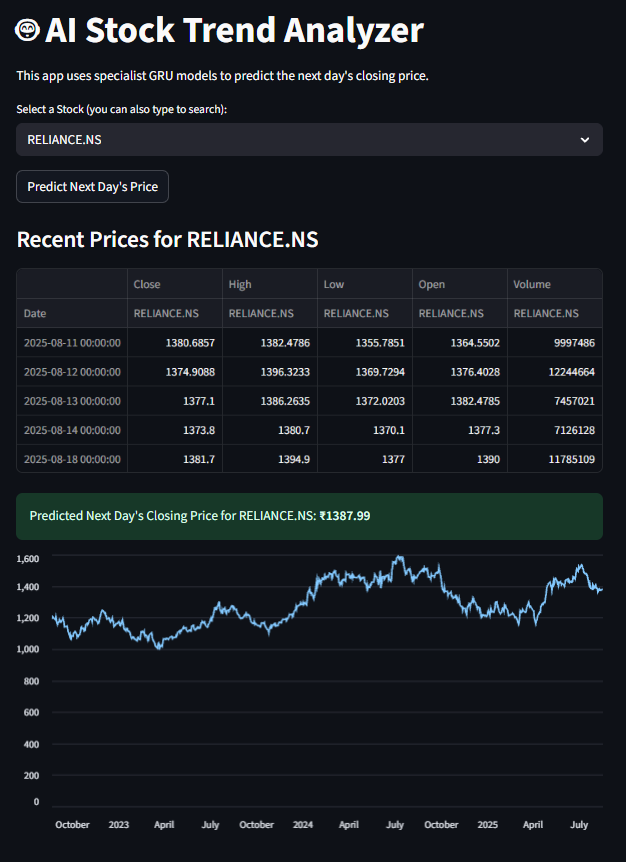 AI Stock Trend Analyzer
This app uses specialist GRU models to predict the next day's closing price.
Select a Stock (you can also type to search):
RELIANCE.NS
Predict Next Day's Price
Recent Prices for RELIANCE.NS
Close High Low Open Volume
Date RELIANCE.NS RELIANCE.NS RELIANCE.NS RELIANCE.NS RELIANCE.NS
2025-08-11 00:00:00 1380.6857 1382.4786 1355.7851 1364.5502 9997486
2025-08-12 00:00:00 1374.9088 1396.3233 1369.7294 1376.4028 12244664
2025-08-13 00:00:00 1377.1 1386.2635 1372.0203 1382.4785 7457021
2025-08-14 00:00:00 1373.8 1380.7 1370.1 1377.3 7126128
2025-08-18 00:00:00 1381.7 1394.9 1377 1390 11785109
Predicted Next Day's Closing Price for RELIANCE.NS: ₹1387.99
1,600
1,400
1,200
1,000
800
600
400
200
0
October 2023 April July October 2024 April July October 2025 April July